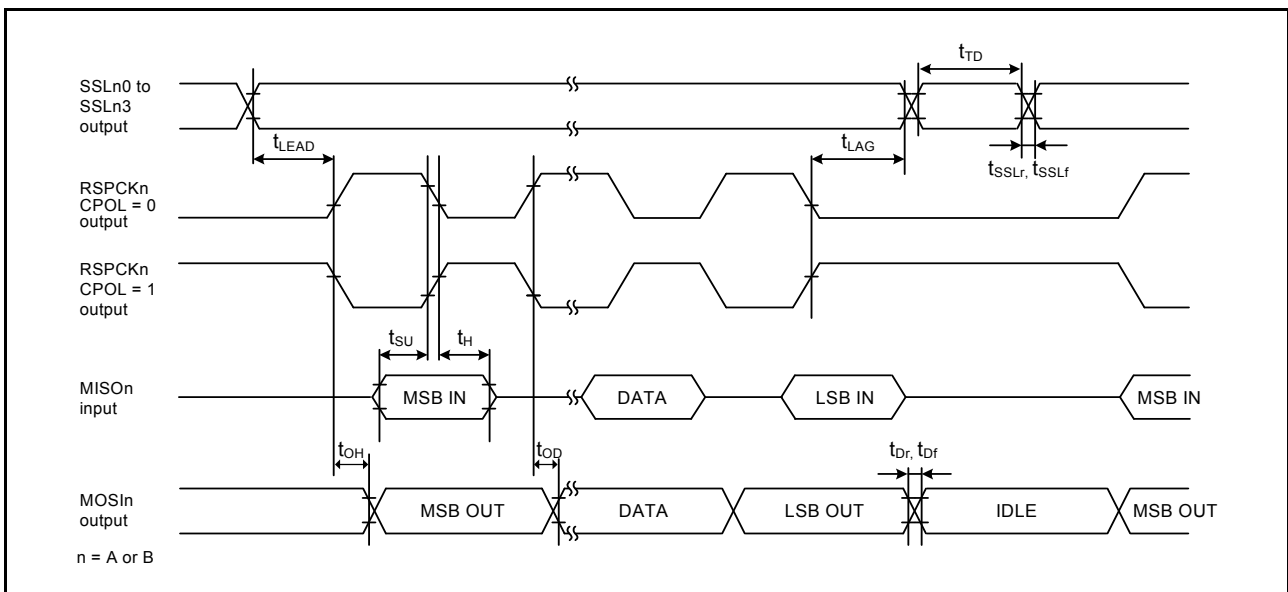 SSLn0 to
SSLn3
output
tTD
tLEAD
tLAG
tSSLr, tSSLf
RSPCKn
CPOL = 0
output
RSPCKn
CPOL = 1
output
tSU
tH
MISOn
input
MSB IN
DATA
LSB IN
MSB IN
tOH
tOD
tDr, tDf
MOSIn
output
MSB OUT
DATA
LSB OUT
IDLE
MSB OUT
n = A or B